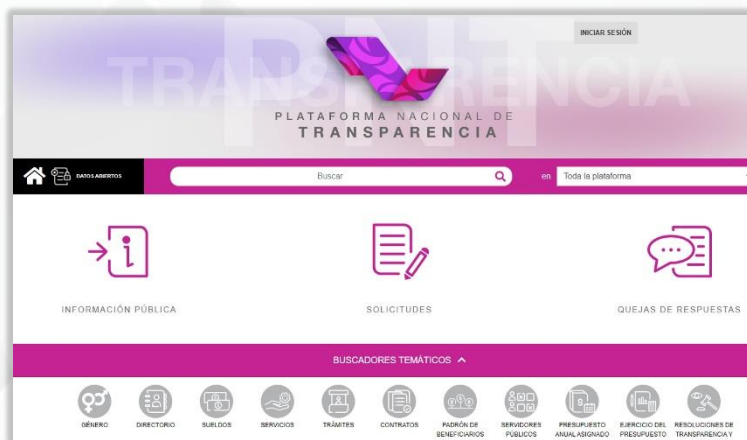 INICIAR SESIÓN
PNT
TRANSPARENCIA
PLATAFORMA NACIONAL DE
TRANSPARENCIA
DATOS ABIERTOS
Buscar
en
Toda la plataforma
INFORMACIÓN PÚBLICA
SOLICITUDES
QUEJAS DE RESPUESTAS
BUSCADORES TEMÁTICOS
GÉNERO
DIRECTORIO
SUELDOS
SERVICIOS
TRÁMITES
CONTRATOS
PADRÓN DE
BENEFICIARIOS
SERVIDORES
PÚBLICOS
PRESUPUESTO
ANUAL ASIGNADO
EJERCICIO DEL
PRESUPUESTO
RESOLUCIONES DE
TRANSPARENCIA Y